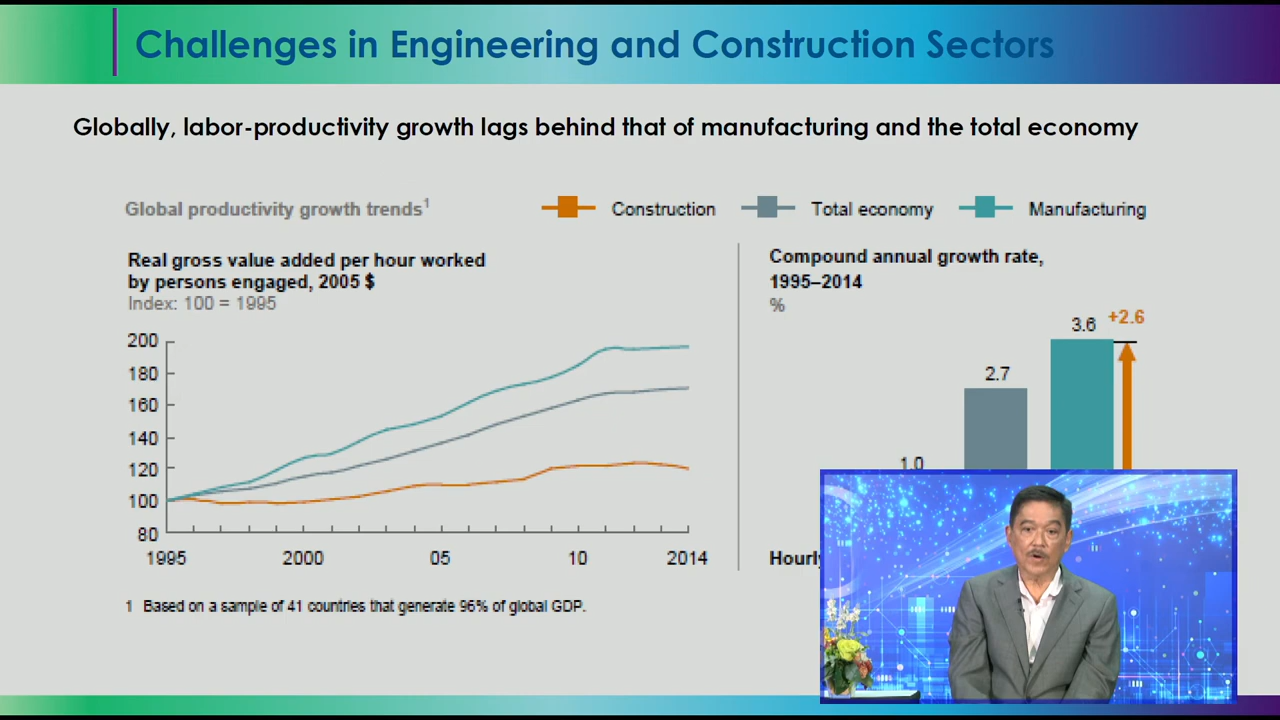 Challenges in Engineering and Construction Sectors
Globally, labor-productivity growth lags behind that of manufacturing and the total economy
Global productivity growth trends1
Construction
Total economy
Manufacturing
Real gross value added per hour worked
by persons engaged, 2005 $
Index: 100 = 1995
200
180
160
140
120
100
80
1995
2000
05
10
2014
1 Based on a sample of 41 countries that generate 96% of global GDP.
Compound annual growth rate,
1995–2014
%
1.0
2.7
3.6
+2.6